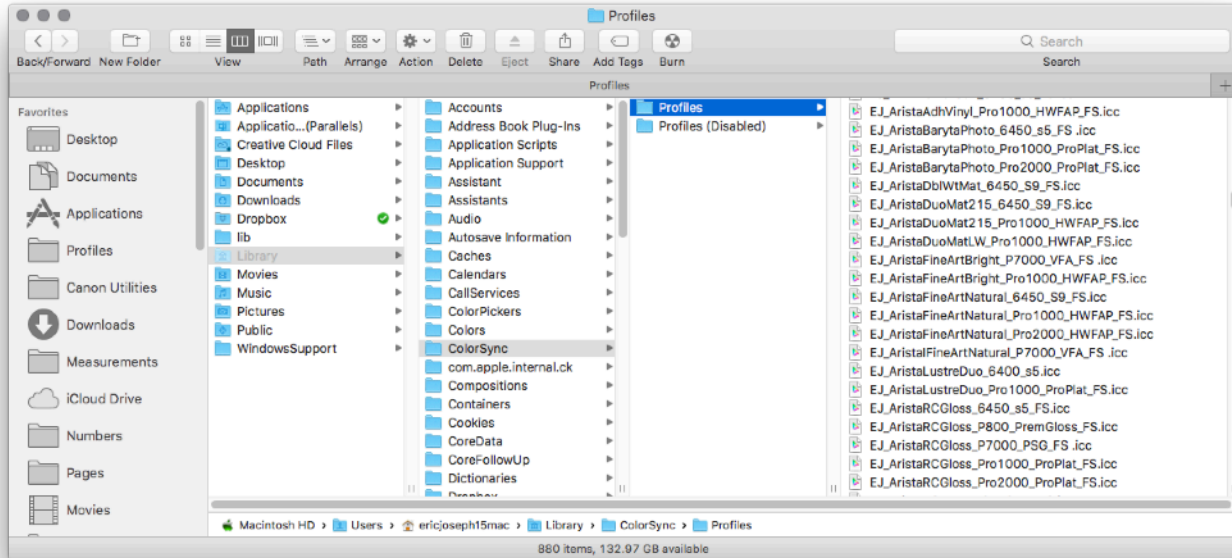 Profiles
Back/Forward New Folder View Path Arrange Action Delete Eject Share Add Tags Burn Search
Search
Profiles
Favorites
Desktop
Documents
Applications
Profiles
Canon Utilities
Downloads
Measurements
iCloud Drive
Numbers
Pages
Movies
Applications
Applicatio...(Parallels)
Creative Cloud Files
Desktop
Documents
Downloads
Dropbox
lib
Library
Movies
Music
Pictures
Public
WindowsSupport
Accounts
Address Book Plug-Ins
Application Scripts
Application Support
Assistant
Assistants
Audio
Autosave Information
Caches
Calendars
CallServices
ColorPickers
Colors
ColorSync
com.apple.internal.ck
Compositions
Containers
Cookies
CoreData
CoreFollowUp
Dictionaries
Dropbox
Profiles
Profiles (Disabled)
EJ_AristaAdhVinyl_Pro1000_HWFAP_FS.icc
EJ_AristaBarytaPhoto_6450_s5_FS .icc
EJ_AristaBarytaPhoto_Pro1000_ProPlat_FS.icc
EJ_AristaBarytaPhoto_Pro2000_ProPlat_FS.icc
EJ_AristaDblWtMat_6450_S9_FS.icc
EJ_AristaDuoMat215_6450_S9_FS.icc
EJ_AristaDuoMat215_Pro1000_HWFAP_FS.icc
EJ_AristaDuoMatLW_Pro1000_HWFAP_FS.icc
EJ_AristaFineArtBright_P7000_VFA_FS.icc
EJ_AristaFineArtBright_Pro1000_HWFAP_FS.icc
EJ_AristaFineArtNatural_6450_S9_FS.icc
EJ_AristaFineArtNatural_Pro1000_HWFAP_FS.icc
EJ_AristaFineArtNatural_Pro2000_HWFAP_FS.icc
EJ_AristaIFineArtNatural_P7000_VFA_FS .icc
EJ_AristaLustreDuo_6400_s5.icc
EJ_AristaLustreDuo_Pro1000_ProPlat_FS.icc
EJ_AristaRCGloss_6450_s5_FS.icc
EJ_AristaRCGloss_P800_PremGloss_FS.icc
EJ_AristaRCGloss_P7000_PSG_FS .icc
EJ_AristaRCGloss_Pro1000_ProPlat_FS.icc
EJ_AristaRCGloss_Pro2000_ProPlat_FS.icc
Macintosh HD › Users › ericjoseph15mac › Library › ColorSync › Profiles
880 items, 132.97 GB available